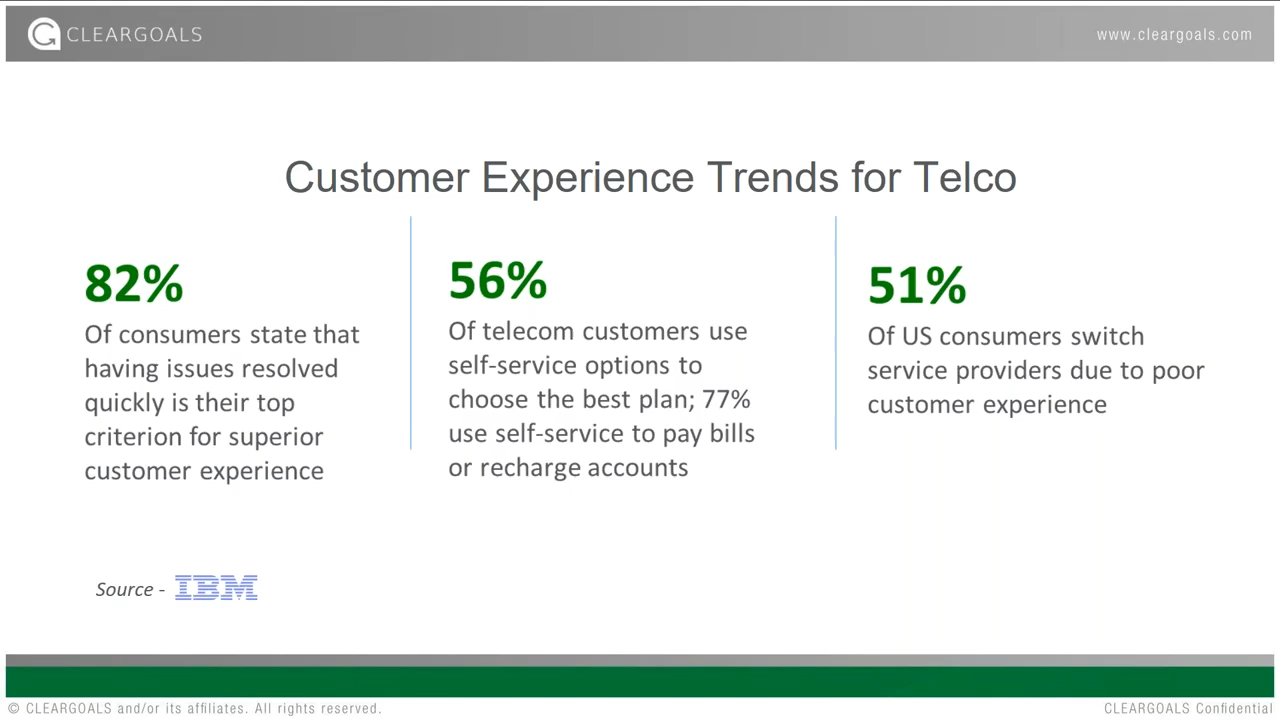 CLEARGOALS
www.cleargoals.com
Customer Experience Trends for Telco
82%
Of consumers state that
having issues resolved
quickly is their top
criterion for superior
customer experience
56%
Of telecom customers use
self-service options to
choose the best plan; 77%
use self-service to pay bills
or recharge accounts
51%
Of US consumers switch
service providers due to poor
customer experience
Source - IBM
© CLEARGOALS and/or its affiliates. All rights reserved.
CLEARGOALS Confidential